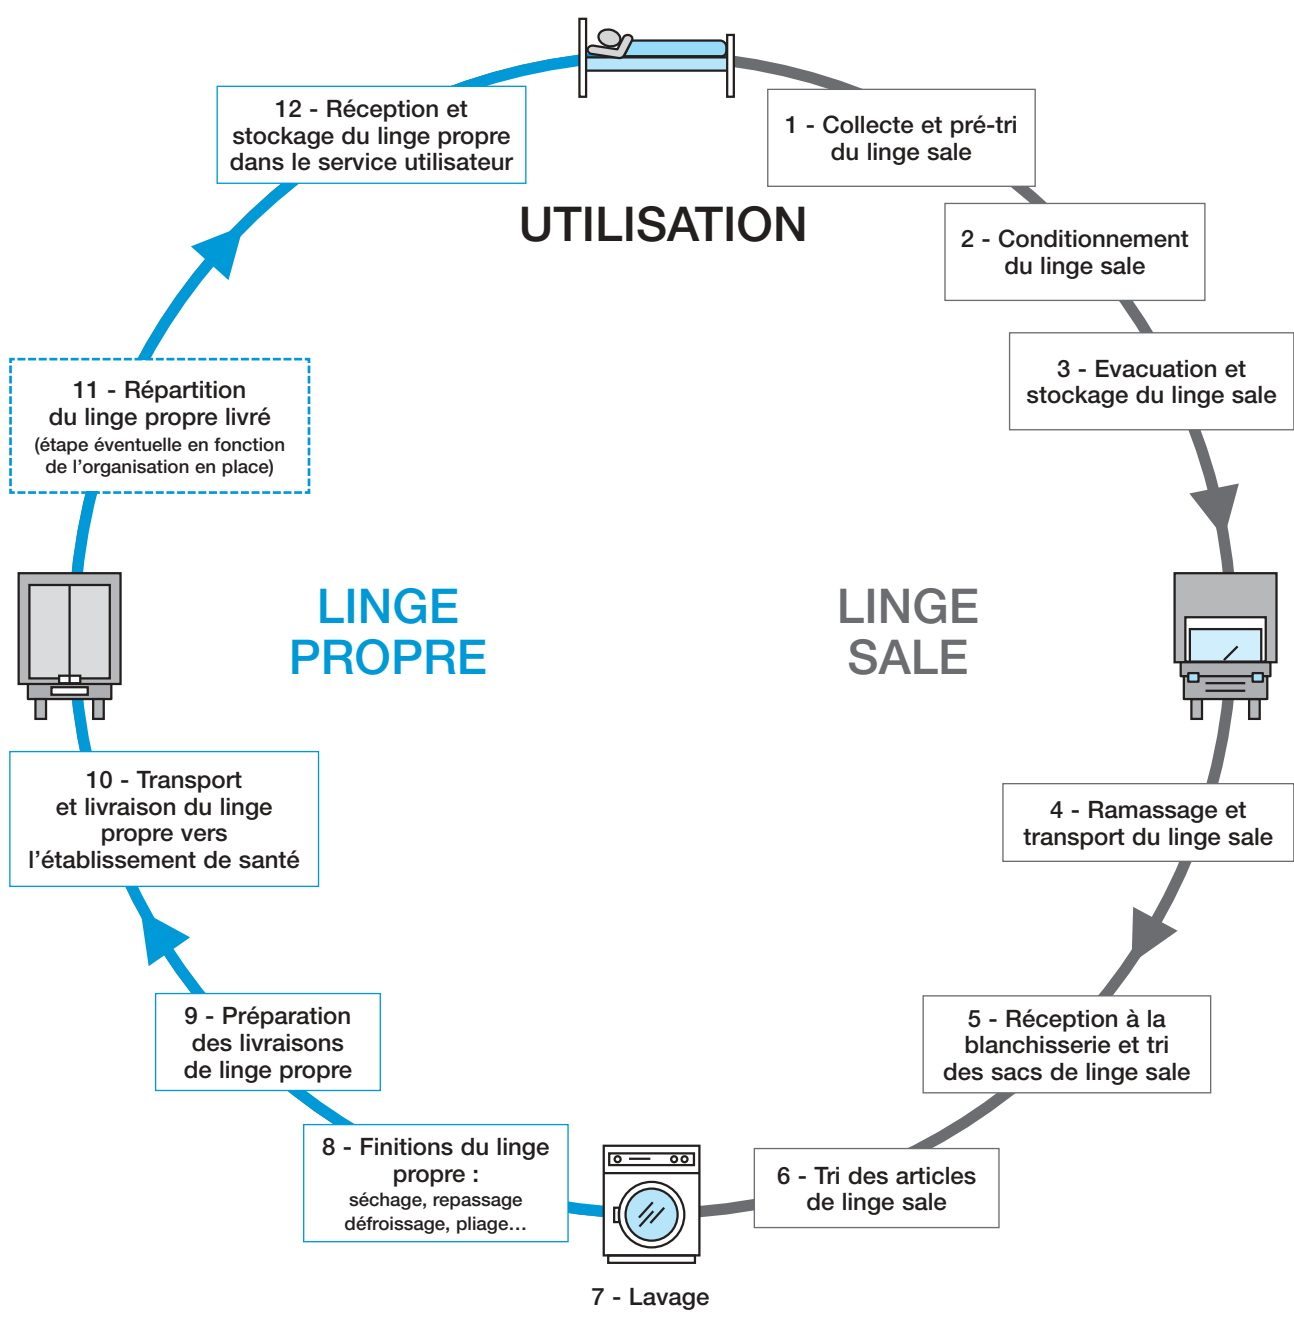 UTILISATION
1 - Collecte et pré-tri
du linge sale
2 - Conditionnement
du linge sale
3 - Evacuation et
stockage du linge sale
LINGE
SALE
4 - Ramassage et
transport du linge sale
5 - Réception à la
blanchisserie et tri
des sacs de linge sale
6 - Tri des articles
de linge sale
7 - Lavage
8 - Finitions du linge
propre :
séchage, repassage
défroissage, pliage…
9 - Préparation
des livraisons
de linge propre
10 - Transport
et livraison du linge
propre vers
l’établissement de santé
LINGE
PROPRE
11 - Répartition
du linge propre livré
(étape éventuelle en fonction
de l’organisation en place)
12 - Réception et
stockage du linge propre
dans le service utilisateur